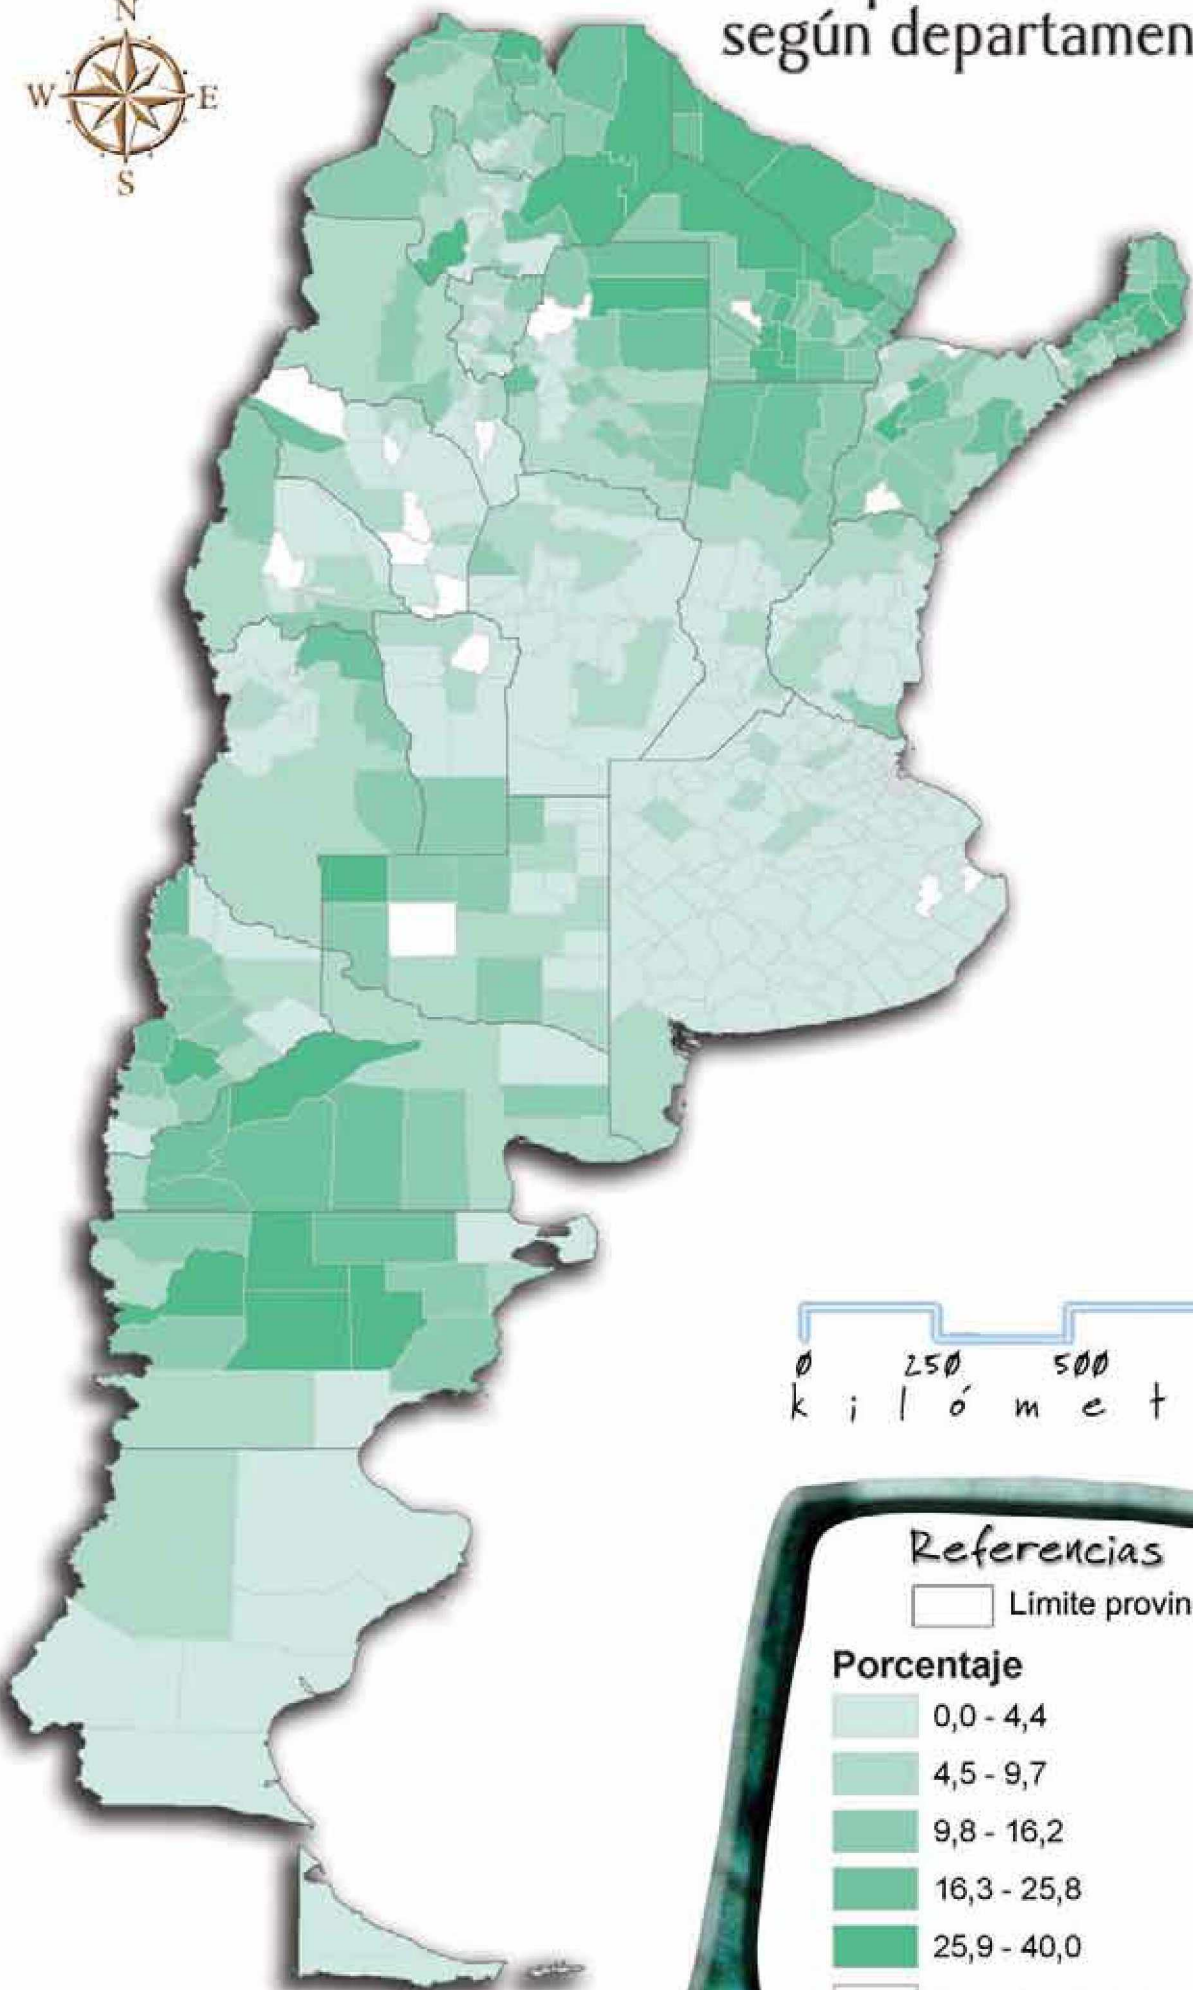 N
W E
S
según departamen
0 250 500
k i l ó m e t
Referencias
Límite provin
Porcentaje
0,0 - 4,4
4,5 - 9,7
9,8 - 16,2
16,3 - 25,8
25,9 - 40,0